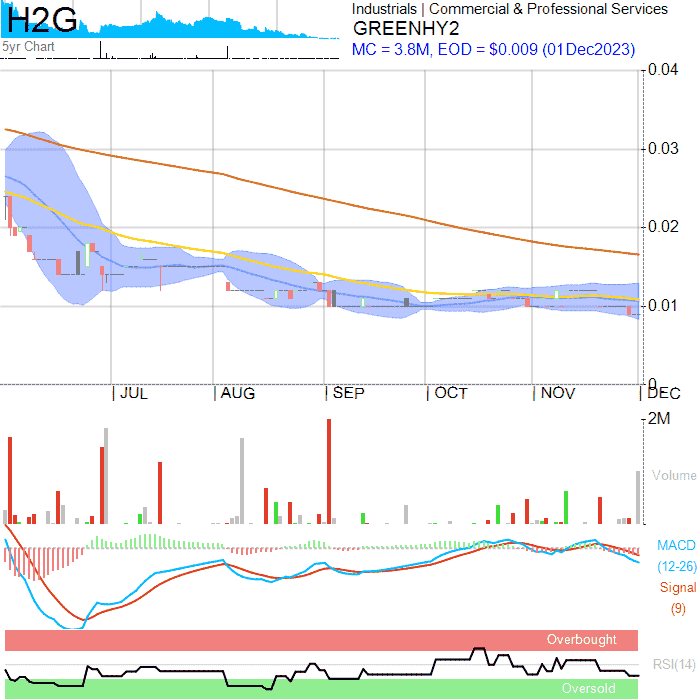 H2G
5yr Chart
Industrials | Commercial & Professional Services
GREENHY2
MC = 3.8M, EOD = $0.009 (01Dec2023)
0.04
0.03
0.02
0.01
0
JUL AUG SEP OCT NOV DEC
2M
Volume
MACD
(12-26)
Signal
(9)
Overbought
RSI(14)
Oversold